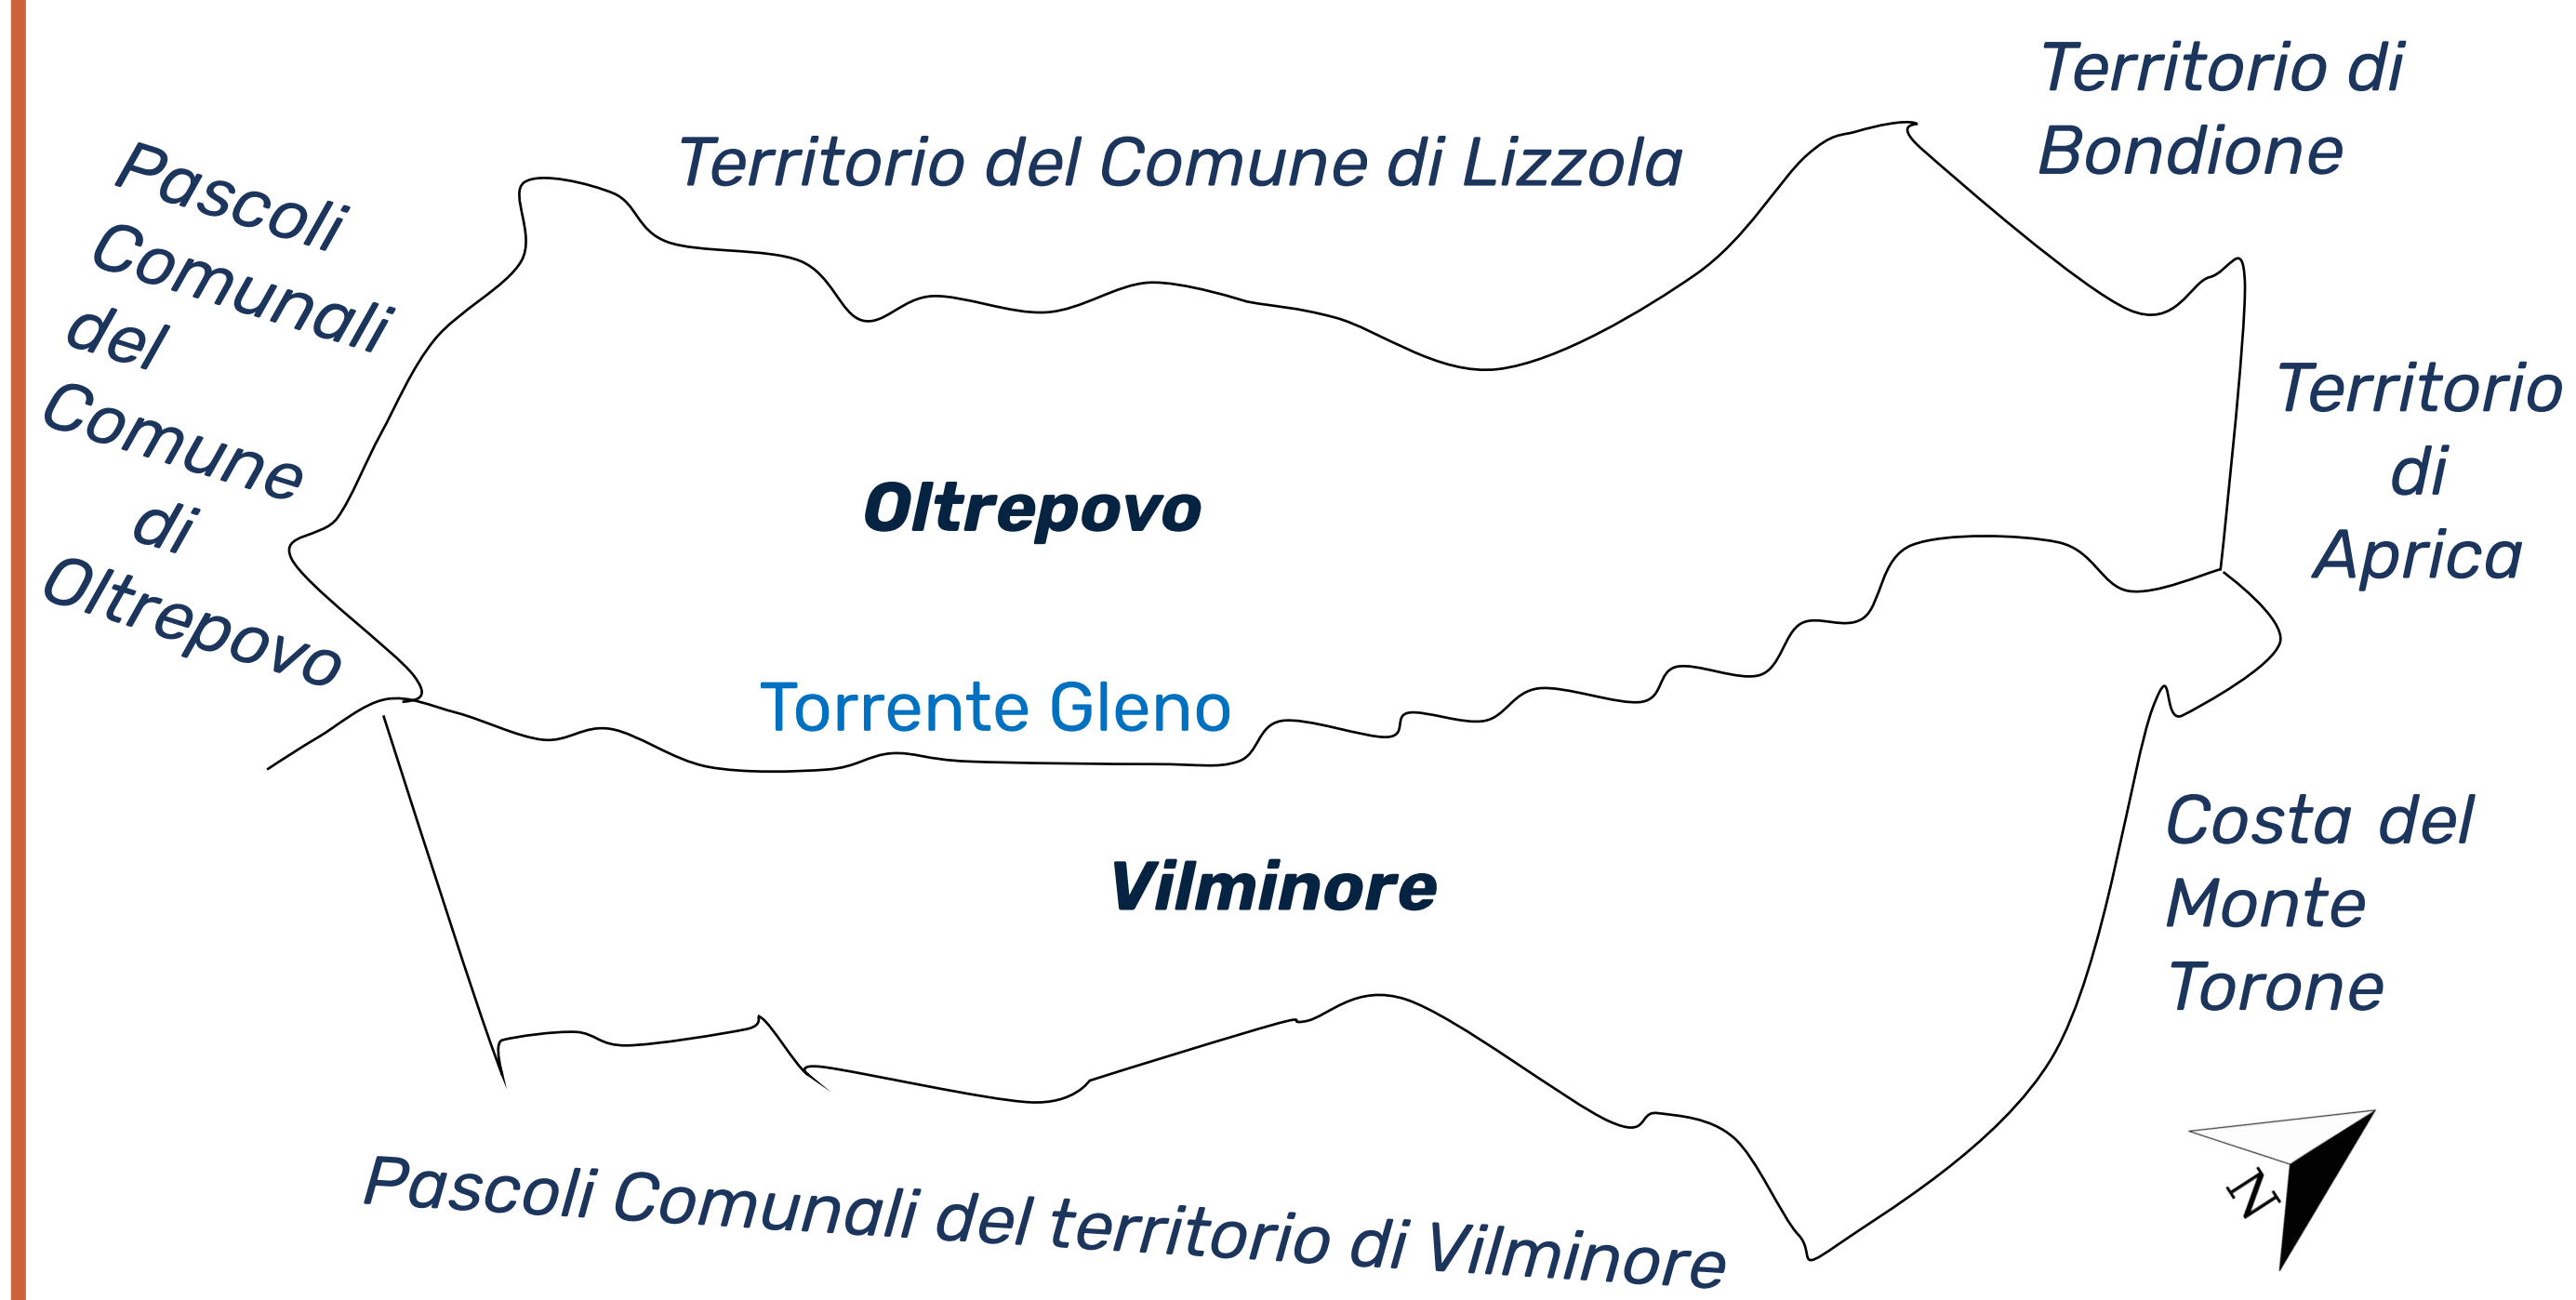 Territorio di
Bondione
Territorio del Comune di Lizzola
Pascoli
Comunali
del
Comune
di
Oltrepovo
Territorio
di
Aprica
Oltrepovo
Torrente Gleno
Vilminore
Costa del
Monte
Torone
N
Pascoli Comunali del territorio di Vilminore